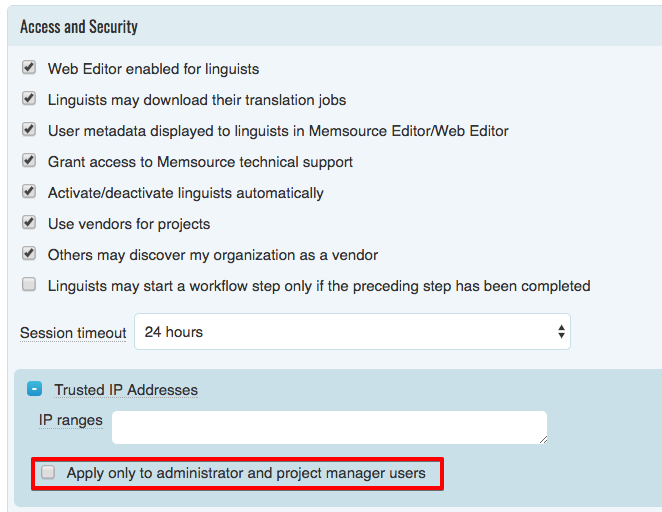 Access and Security
Web Editor enabled for linguists
Linguists may download their translation jobs
User metadata displayed to linguists in Memsource Editor/Web Editor
Grant access to Memsource technical support
Activate/deactivate linguists automatically
Use vendors for projects
Others may discover my organization as a vendor
Linguists may start a workflow step only if the preceding step has been completed
Session timeout 24 hours
Trusted IP Addresses
IP ranges
Apply only to administrator and project manager users